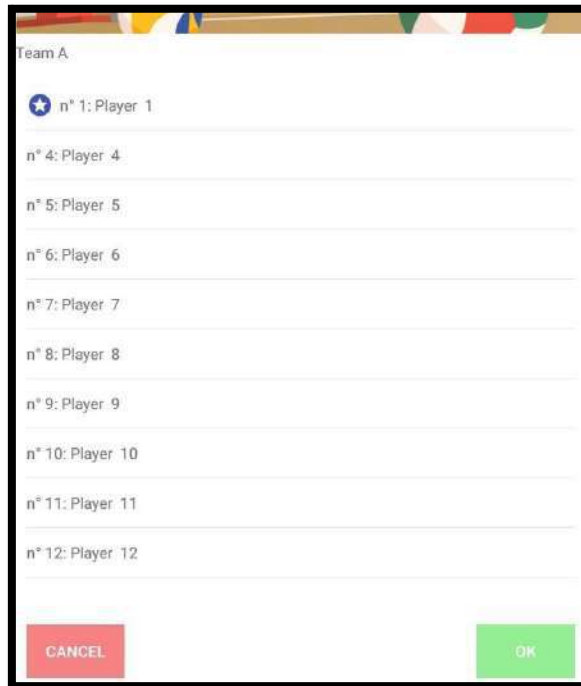 Team A
n° 1: Player 1
n° 4: Player 4
n° 5: Player 5
n° 6: Player 6
n° 7: Player 7
n° 8: Player 8
n° 9: Player 9
n° 10: Player 10
n° 11: Player 11
n° 12: Player 12
CANCEL
OK